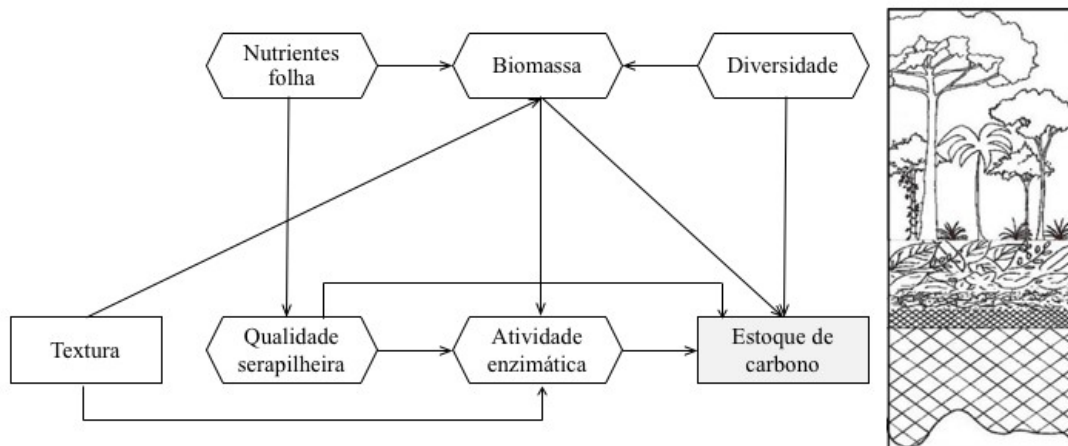 Nutrientes
folha
Biomassa
Diversidade
Textura
Qualidade
serapilheira
Atividade
enzimática
Estoque de
carbono